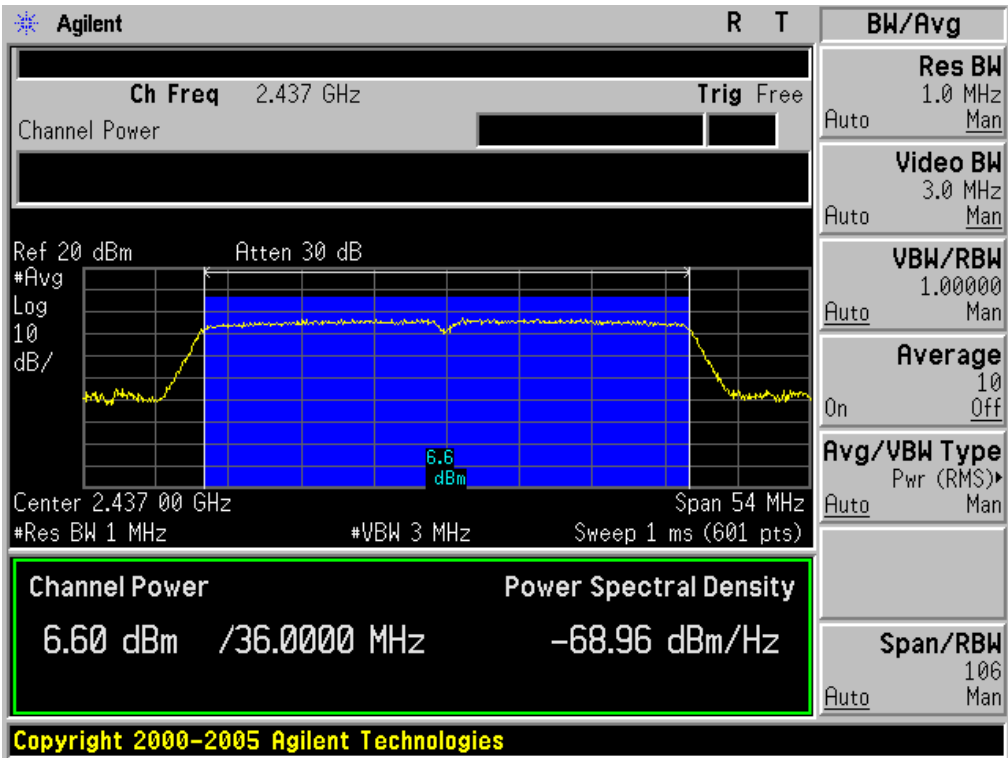 Agilent R T
Ch Freq 2.437 GHz Trig Free
Channel Power
Ref 20 dBm Atten 30 dB
#Avg
Log
10
dB/
6.6
dBm
Center 2.437 00 GHz Span 54 MHz
#Res BW 1 MHz #VBW 3 MHz Sweep 1 ms (601 pts)
Channel Power Power Spectral Density
6.60 dBm /36.0000 MHz -68.96 dBm/Hz
Copyright 2000-2005 Agilent Technologies
BW/Avg
Res BW
1.0 MHz
Auto Man
Video BW
3.0 MHz
Auto Man
VBW/RBW
1.00000
Auto Man
Average
10
On Off
Avg/VBW Type
Pwr (RMS)▸
Auto Man
Span/RBW
106
Auto Man